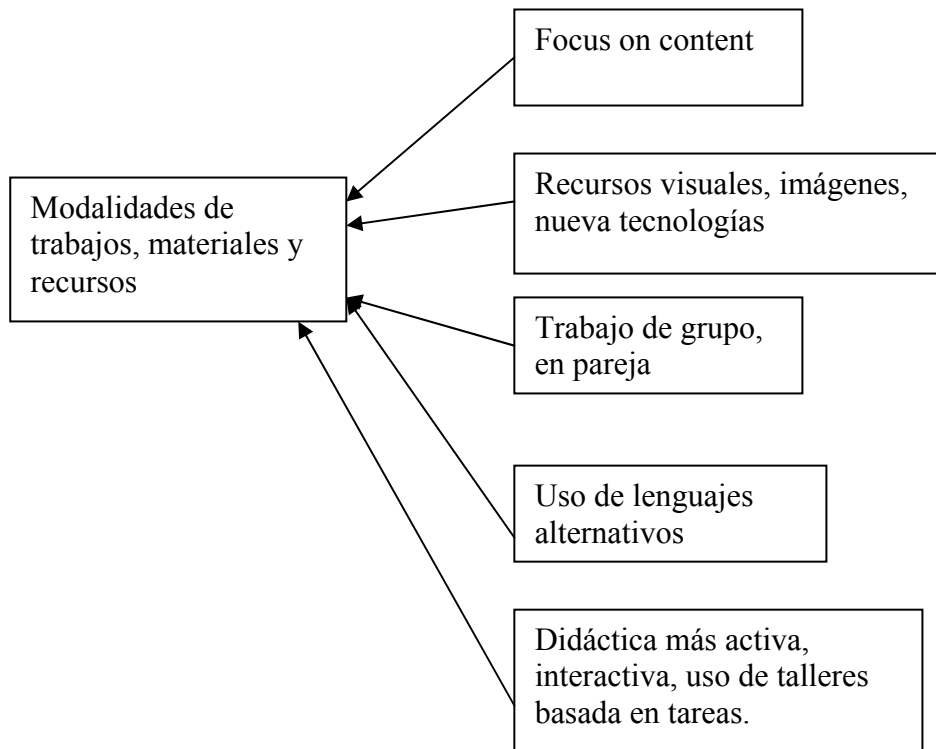 Focus on content
Modalidades de
trabajos, materiales y
recursos
Recursos visuales, imágenes,
nueva tecnologías
Trabajo de grupo,
en pareja
Uso de lenguajes
alternativos
Didáctica más activa,
interactiva, uso de talleres
basada en tareas.